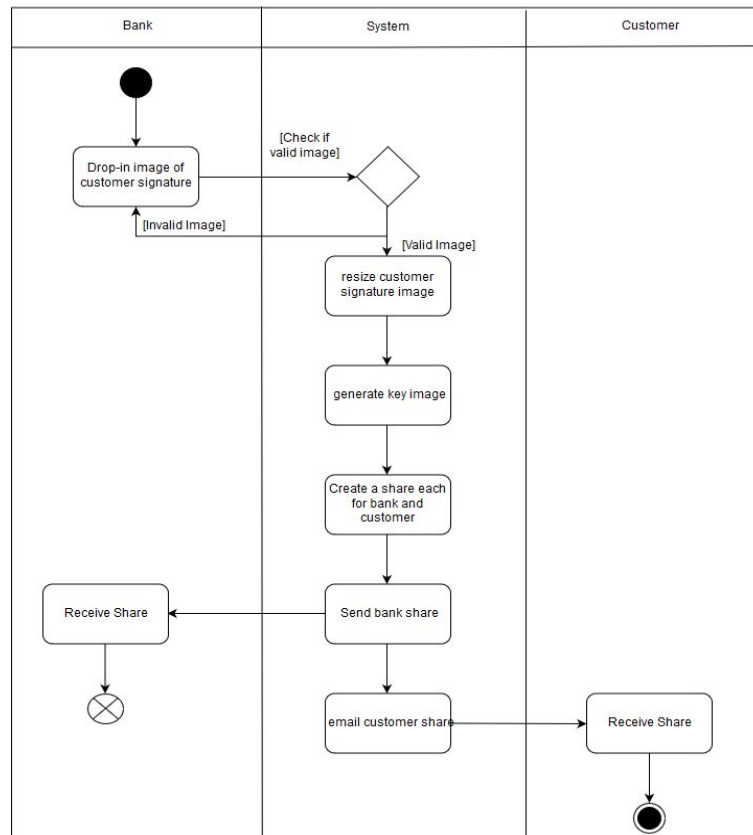 Bank
System
Customer
[Check if
valid image]
Drop-in image of
customer signature
[Invalid Image]
[Valid Image]
resize customer
signature image
generate key image
Create a share each
for bank and
customer
Receive Share
Send bank share
email customer share
Receive Share